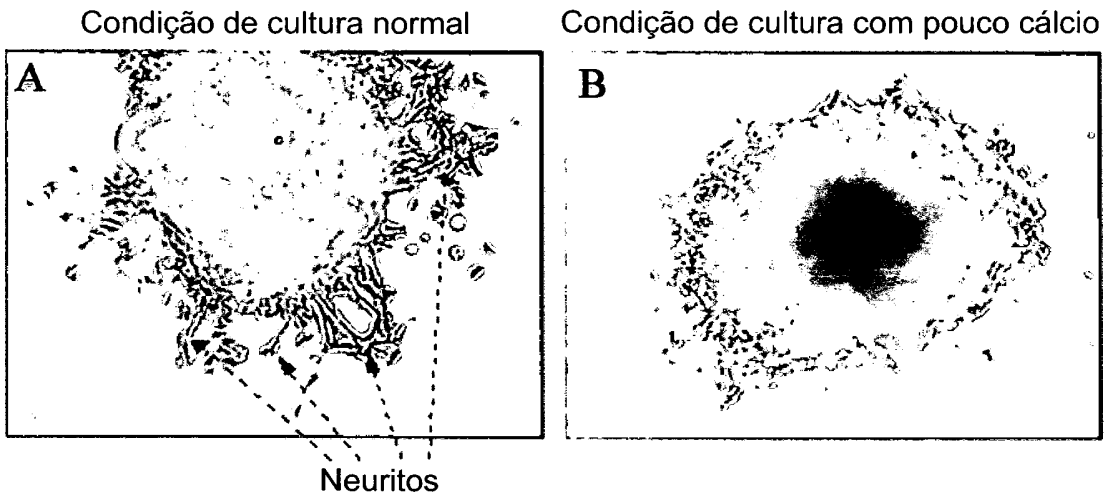 Condição de cultura normal
Condição de cultura com pouco cálcio
A
B
Neuritos